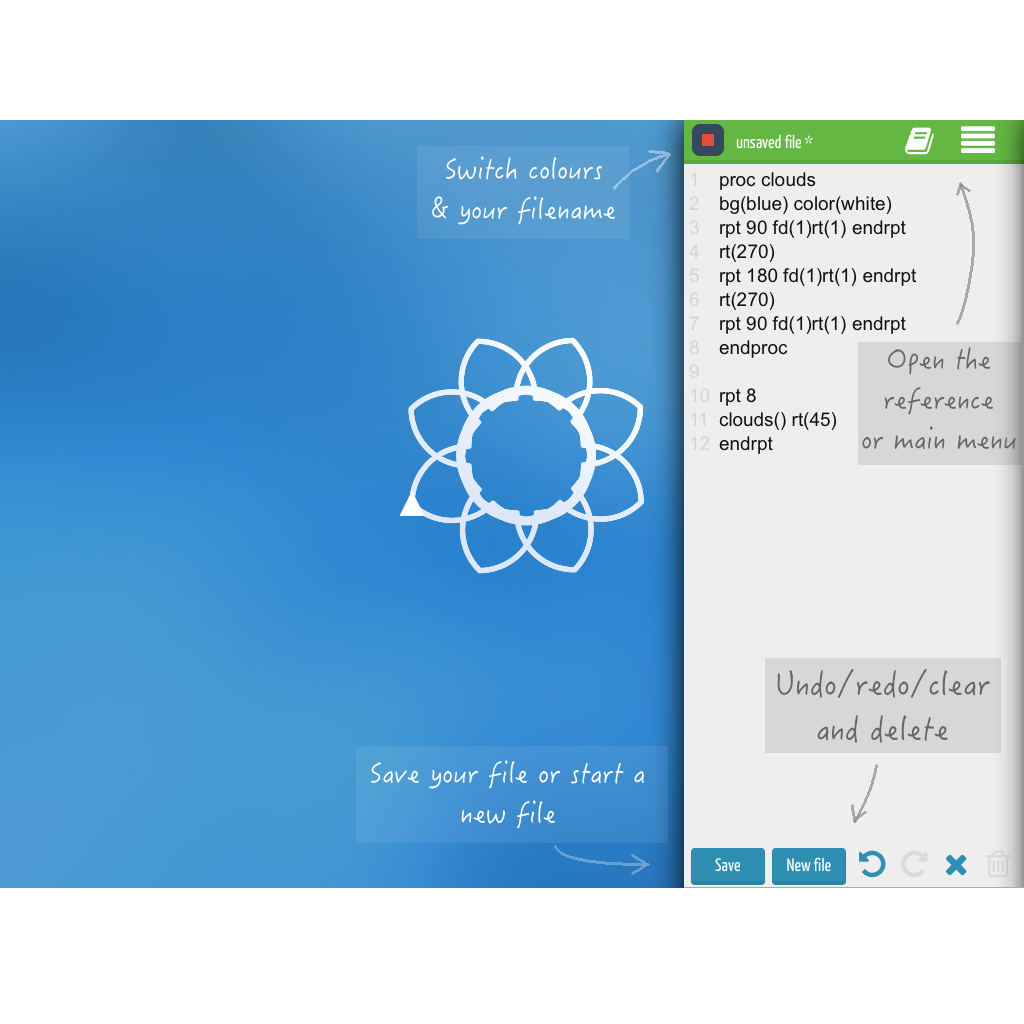 Switch colours
& your filename
unsaved file *
1 proc clouds
2 bg(blue) color(white)
3 rpt 90 fd(1)rt(1) endrpt
4 rt(270)
5 rpt 180 fd(1)rt(1) endrpt
6 rt(270)
7 rpt 90 fd(1)rt(1) endrpt
8 endproc
9
10 rpt 8
11 clouds() rt(45)
12 endrpt
Open the
reference
or main menu
Undo/redo/clear
and delete
Save your file or start a
new file
Save
New file